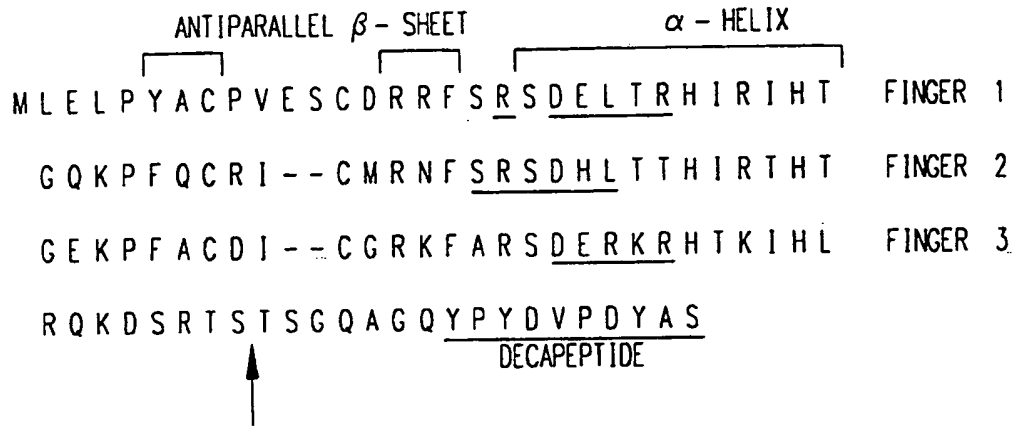 ANTIPARALLEL β- SHEET α - HELIX
M L E L P Y A C P V E S C D R R F S R S D E L T R H I R I H T FINGER 1
G Q K P F Q C R I - - C M R N F S R S D H L T T H I R T H T FINGER 2
G E K P F A C D I - - C G R K F A R S D E R K R H T K I H L FINGER 3
R Q K D S R T S T S G Q A G Q Y P Y D V P D Y A S
DECAPEPTIDE